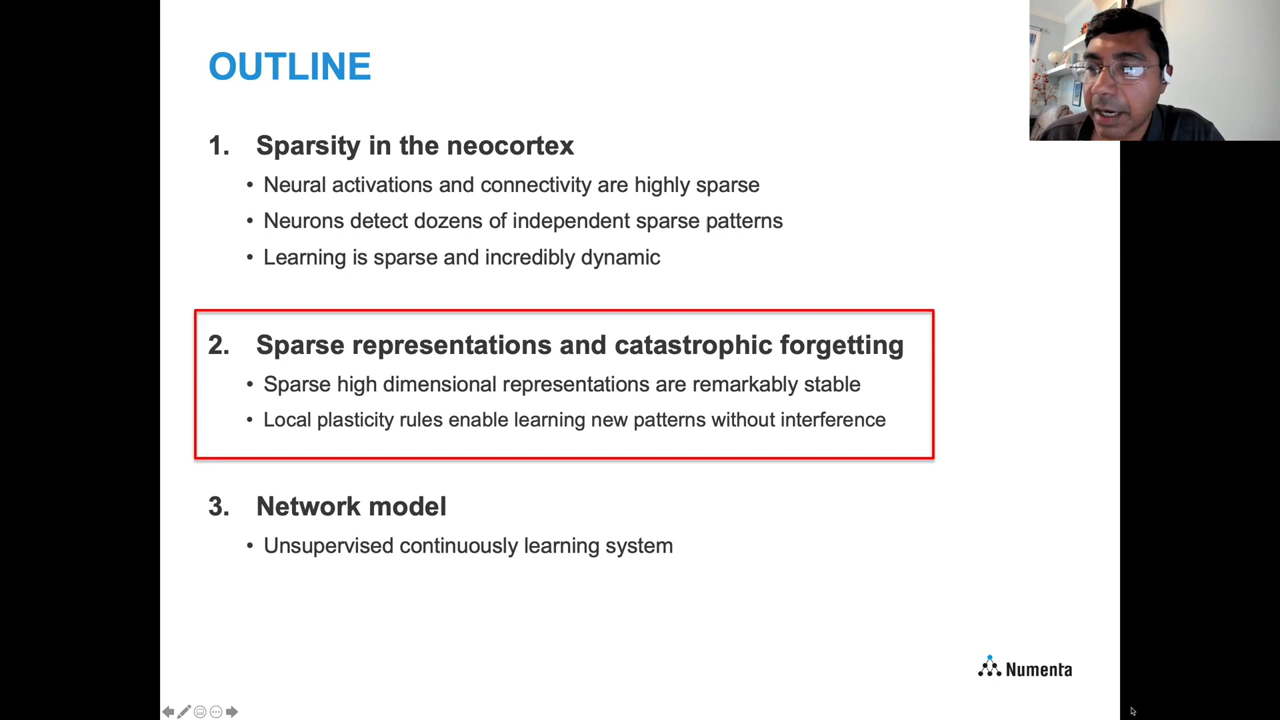 OUTLINE
1. Sparsity in the neocortex
• Neural activations and connectivity are highly sparse
• Neurons detect dozens of independent sparse patterns
• Learning is sparse and incredibly dynamic
2. Sparse representations and catastrophic forgetting
• Sparse high dimensional representations are remarkably stable
• Local plasticity rules enable learning new patterns without interference
3. Network model
• Unsupervised continuously learning system
Numenta